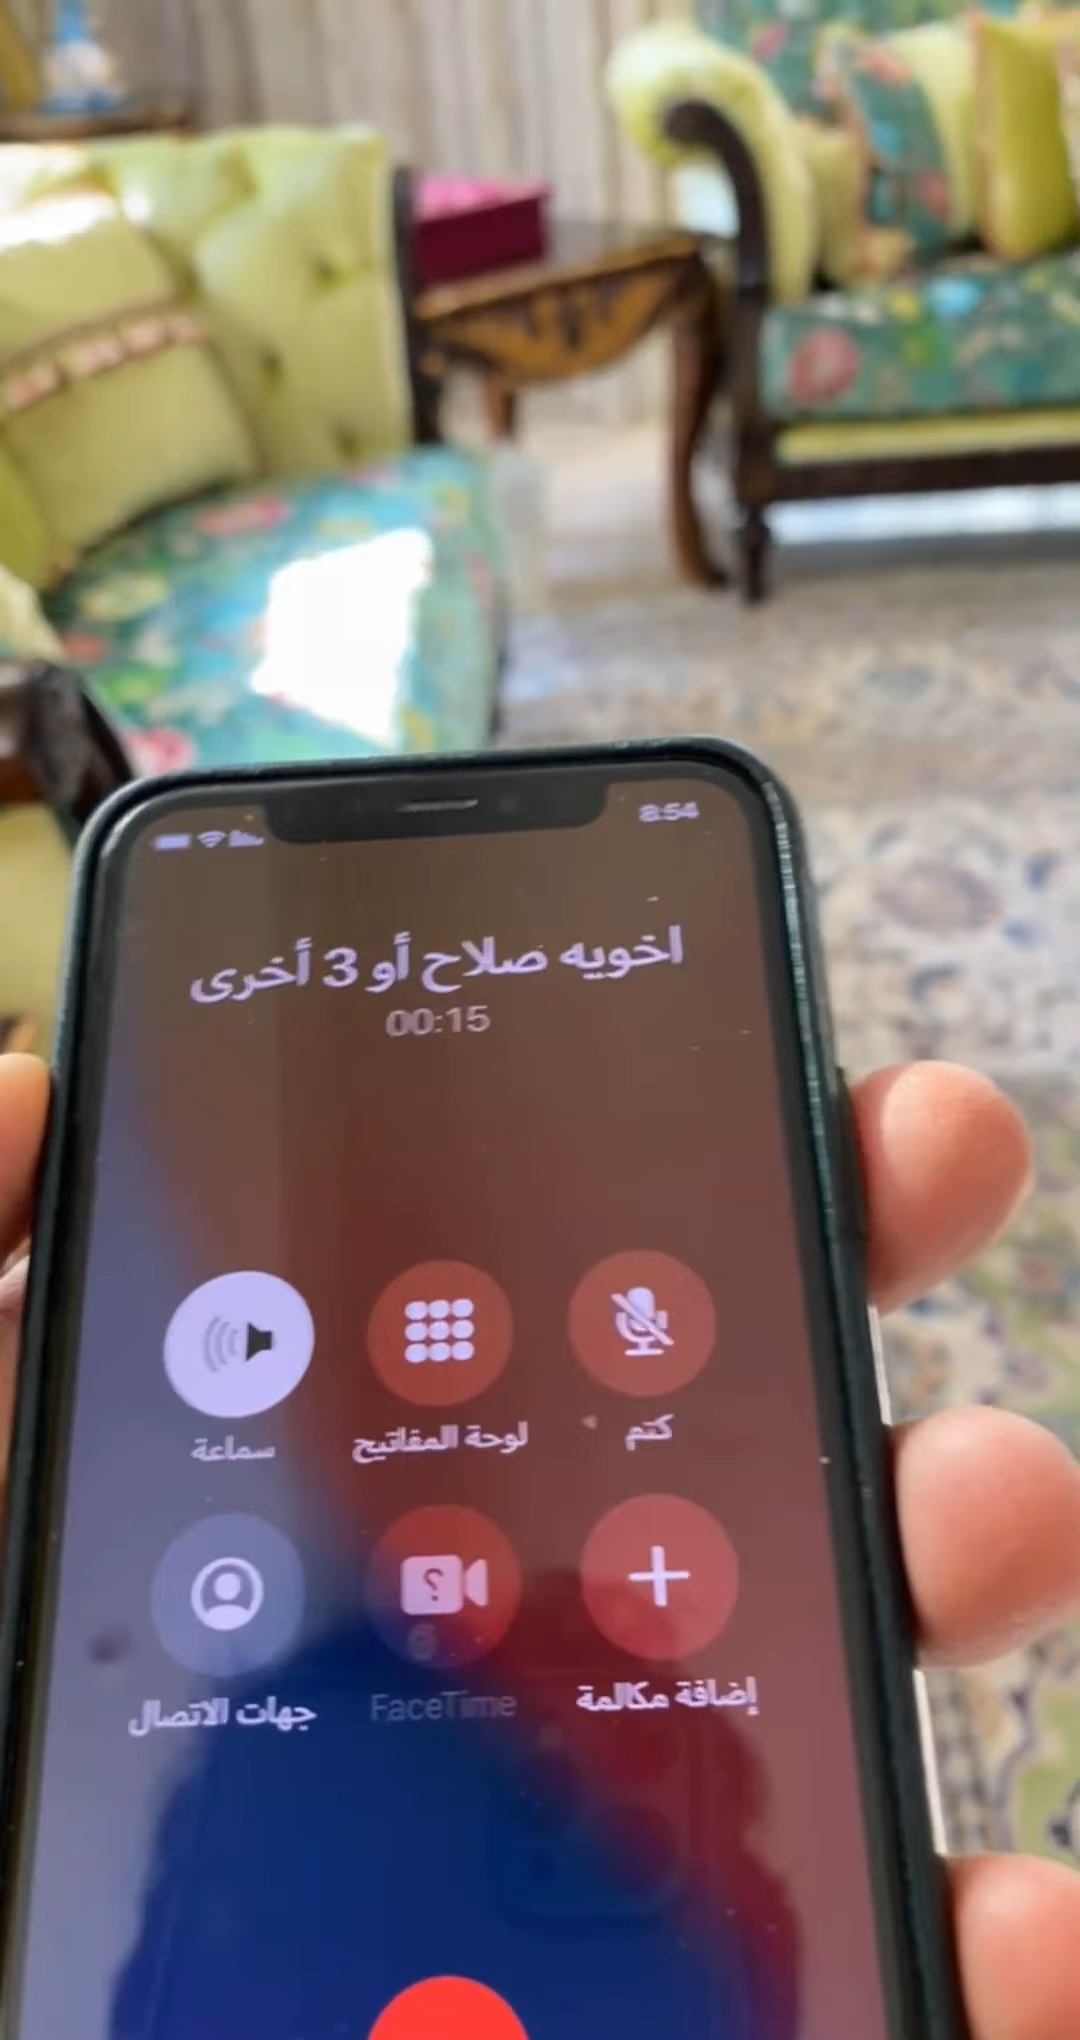 8:54
اخويه صلاح أو 3 أخرى
00:15
كتم
لوحة المفاتيح
سماعة
إضافة مكالمة
FaceTime
جهات الاتصال